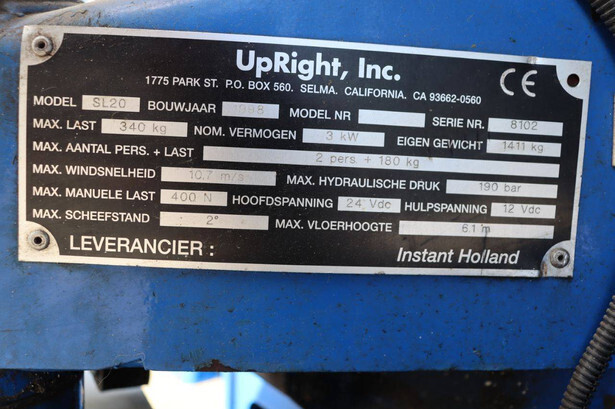 UpRight, Inc.
CE
1775 PARK ST. P.O. BOX 560. SELMA. CALIFORNIA. CA 93662-0560
MODEL SL20 BOUWJAAR 1998 MODEL NR SERIE NR. 8102
MAX. LAST 340 kg NOM. VERMOGEN 3 kW EIGEN GEWICHT 1411 kg
MAX. AANTAL PERS. + LAST 2 pers. + 180 kg
MAX. WINDSNELHEID 10,7 m/s MAX. HYDRAULISCHE DRUK 190 bar
MAX. MANUELE LAST 400 N HOOFDSPANNING 24 Vdc HULPSPANNING 12 Vdc
MAX. SCHEEFSTAND 2° MAX. VLOERHOOGTE 6.1 m
LEVERANCIER : Instant Holland